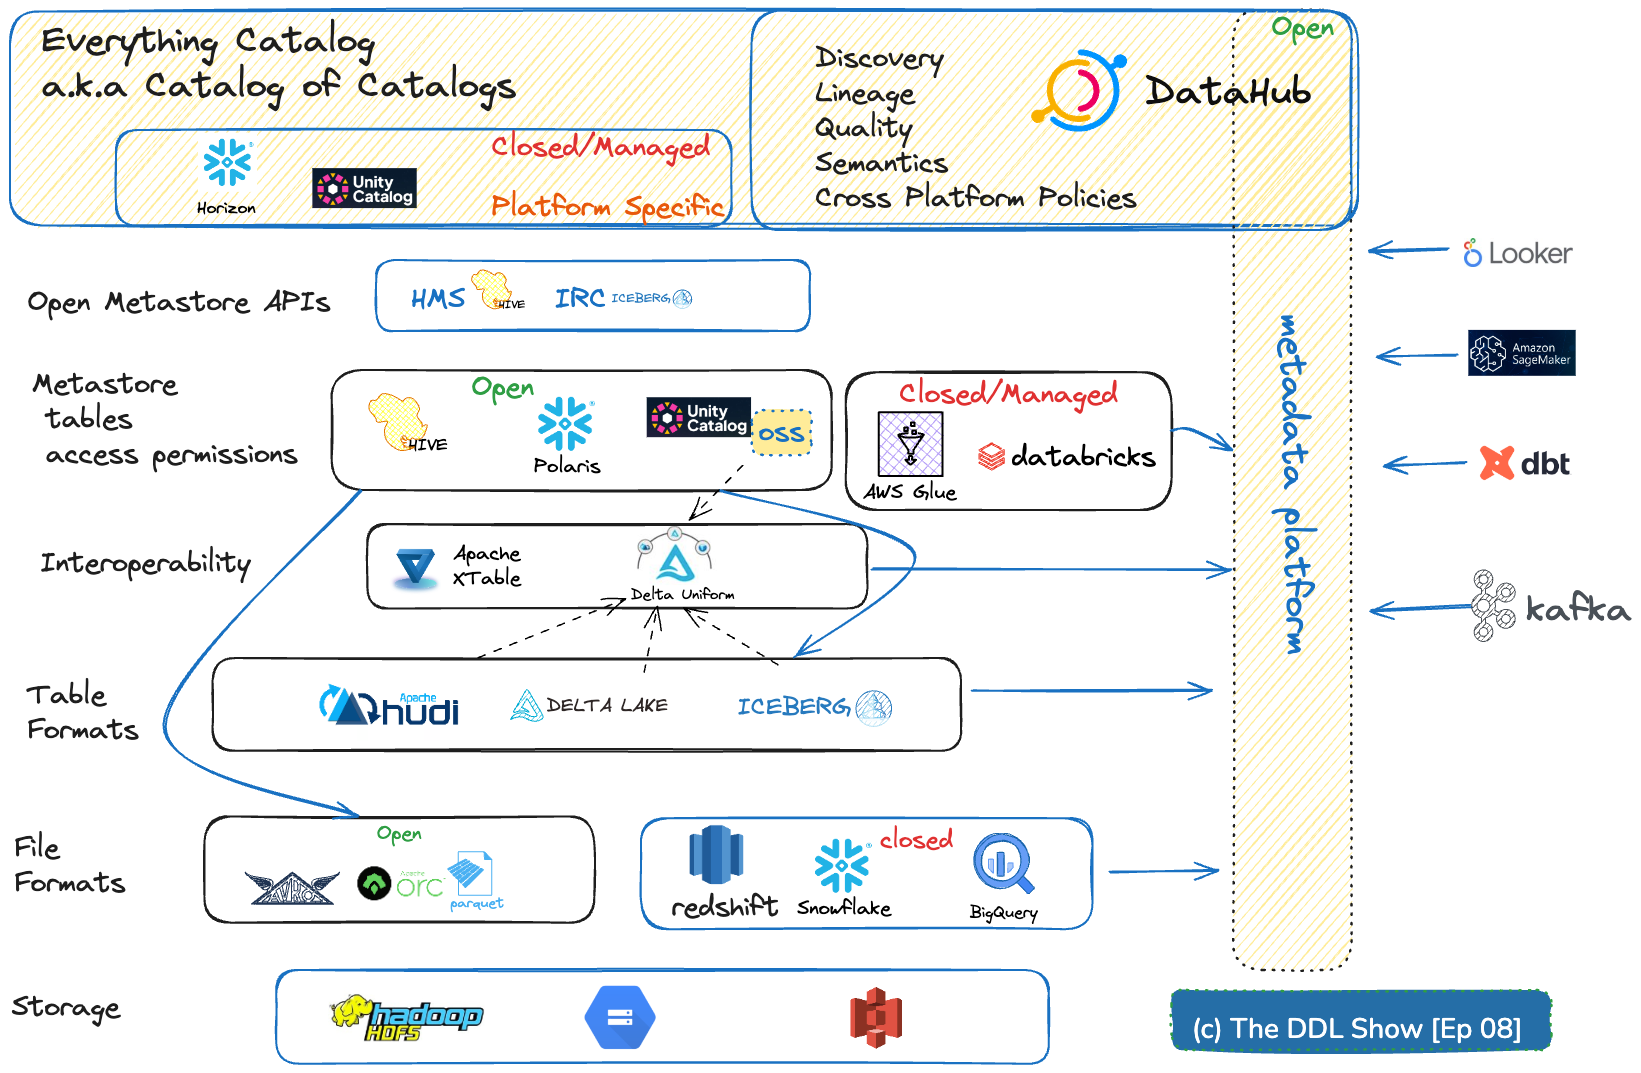 Everything Catalog
a.k.a Catalog of Catalogs
Horizon
Unity
Catalog
Closed/Managed
Platform Specific
Discovery
Lineage
Quality
Semantics
Cross Platform Policies
Open
DataHub
Open Metastore APIs
HMS
HIVE
IRC
ICEBERG
Looker
Metastore
tables
access permissions
Open
HIVE
Polaris
Unity
Catalog
OSS
Closed/Managed
AWS Glue
databricks
metadata platform
Amazon
SageMaker
dbt
Interoperability
Apache
XTable
Delta Uniform
kafka
Table
Formats
Apache
hudi
DELTA LAKE
ICEBERG
File
Formats
Open
AVRO
Apache
orc
parquet
closed
redshift
Snowflake
BigQuery
Storage
hadoop
HDFS
(c) The DDL Show [Ep 08]